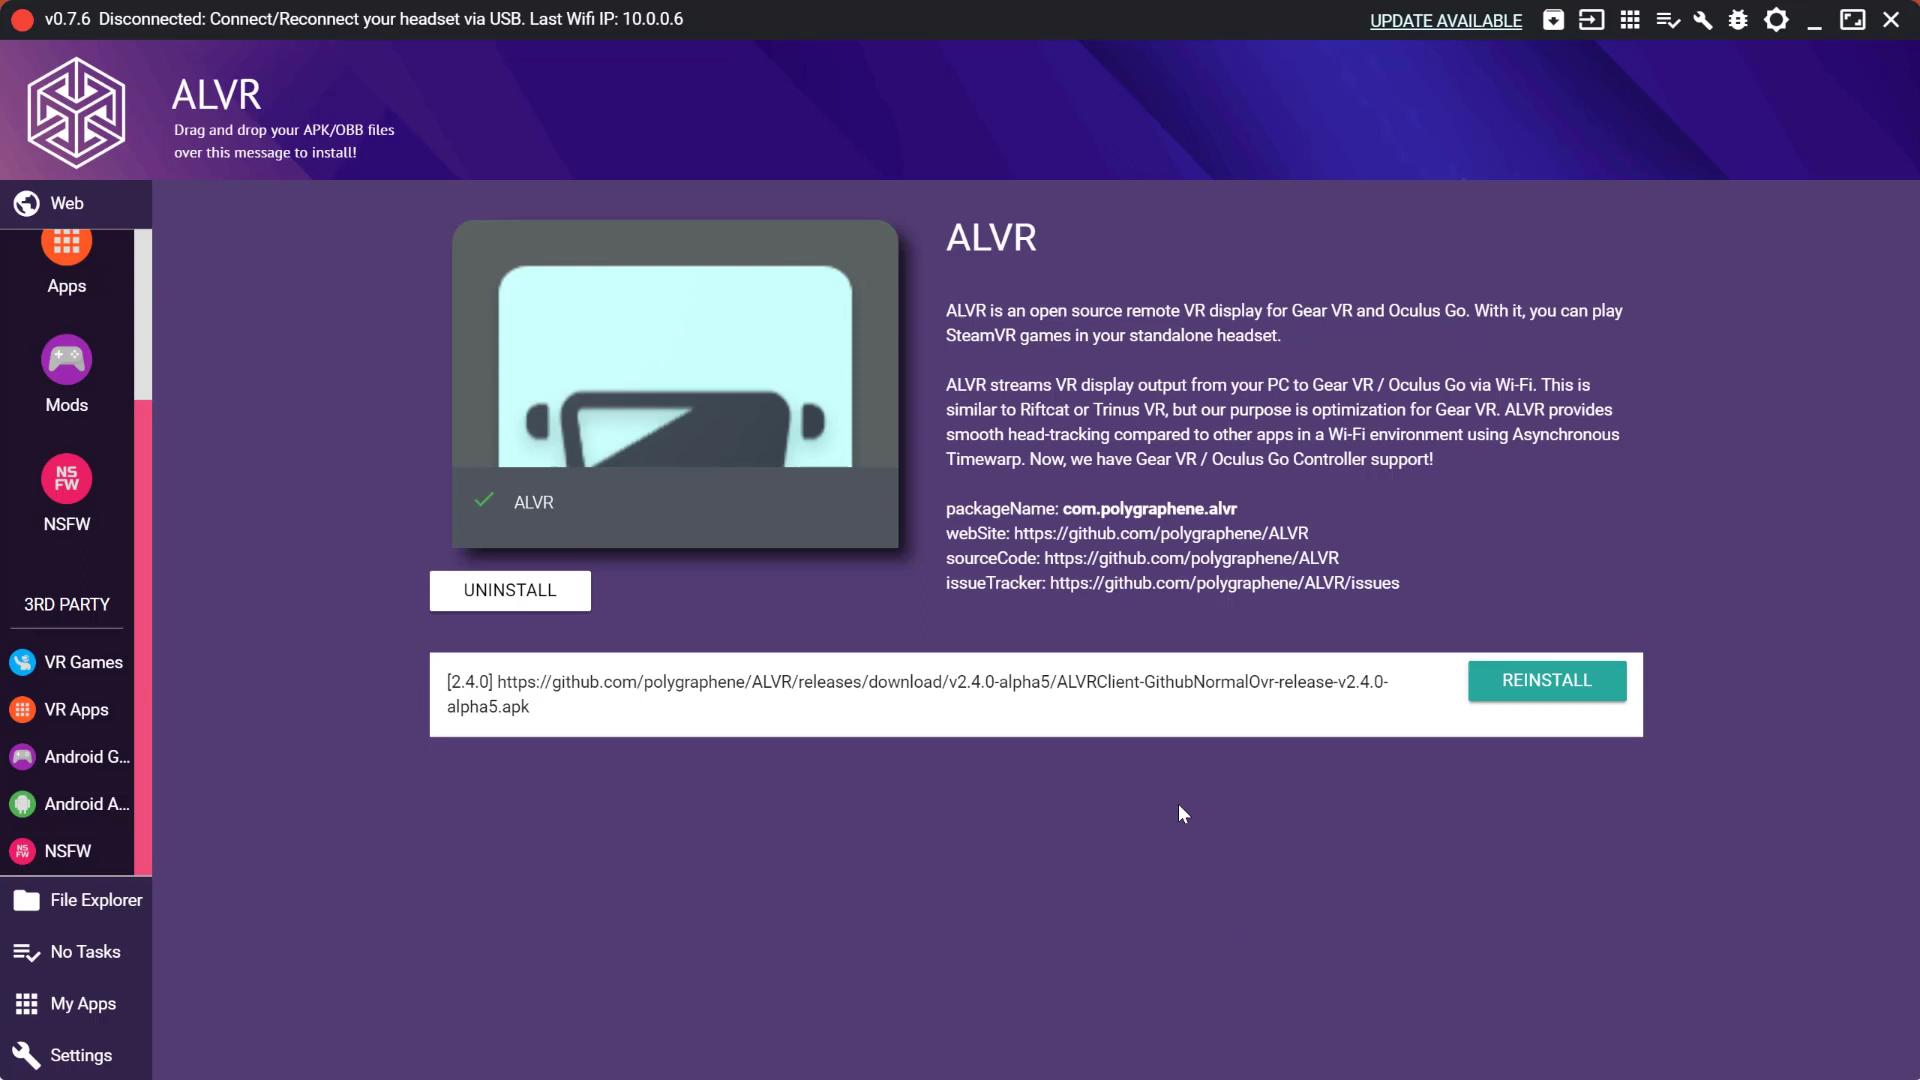 v0.7.6 Disconnected: Connect/Reconnect your headset via USB. Last Wifi IP: 10.0.0.6
UPDATE AVAILABLE
ALVR
Drag and drop your APK/OBB files
over this message to install!
Web
Apps
Mods
NS
FW
NSFW
3RD PARTY
VR Games
VR Apps
Android G...
Android A...
NS
FW
NSFW
File Explorer
No Tasks
My Apps
Settings
ALVR
UNINSTALL
ALVR
ALVR is an open source remote VR display for Gear VR and Oculus Go. With it, you can play
SteamVR games in your standalone headset.
ALVR streams VR display output from your PC to Gear VR / Oculus Go via Wi-Fi. This is
similar to Riftcat or Trinus VR, but our purpose is optimization for Gear VR. ALVR provides
smooth head-tracking compared to other apps in a Wi-Fi environment using Asynchronous
Timewarp. Now, we have Gear VR / Oculus Go Controller support!
packageName: com.polygraphene.alvr
webSite: https://github.com/polygraphene/ALVR
sourceCode: https://github.com/polygraphene/ALVR
issueTracker: https://github.com/polygraphene/ALVR/issues
[2.4.0] https://github.com/polygraphene/ALVR/releases/download/v2.4.0-alpha5/ALVRClient-GithubNormalOvr-release-v2.4.0-
alpha5.apk
REINSTALL